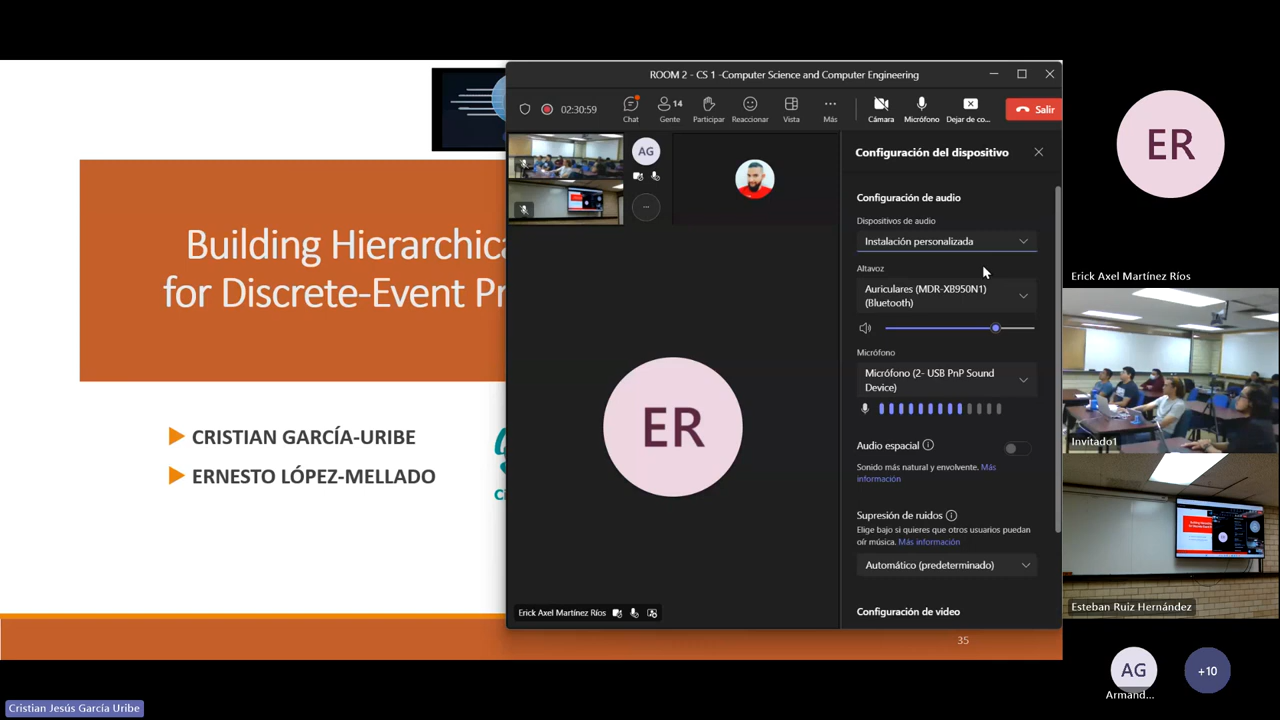 Building Hierarchica
for Discrete-Event Pr
CRISTIAN GARCÍA-URIBE
ERNESTO LÓPEZ-MELLADO
35
ROOM 2 - CS 1 -Computer Science and Computer Engineering
02:30:59
Chat
14
Gente
Participar
Reaccionar
Vista
Más
Cámara
Micrófono
Dejar de co...
Salir
AG
...
ER
Erick Axel Martínez Ríos
Configuración del dispositivo
Configuración de audio
Dispositivos de audio
Instalación personalizada
Altavoz
Auriculares (MDR-XB950N1)
(Bluetooth)
Micrófono
Micrófono (2- USB PnP Sound
Device)
Audio espacial
Sonido más natural y envolvente. Más
información
Supresión de ruidos
Elige bajo si quieres que otros usuarios puedan
oír música. Más información
Automático (predeterminado)
Configuración de video
ER
Erick Axel Martínez Ríos
Invitado1
Esteban Ruiz Hernández
AG
Armand...
+10
Cristian Jesús García Uribe